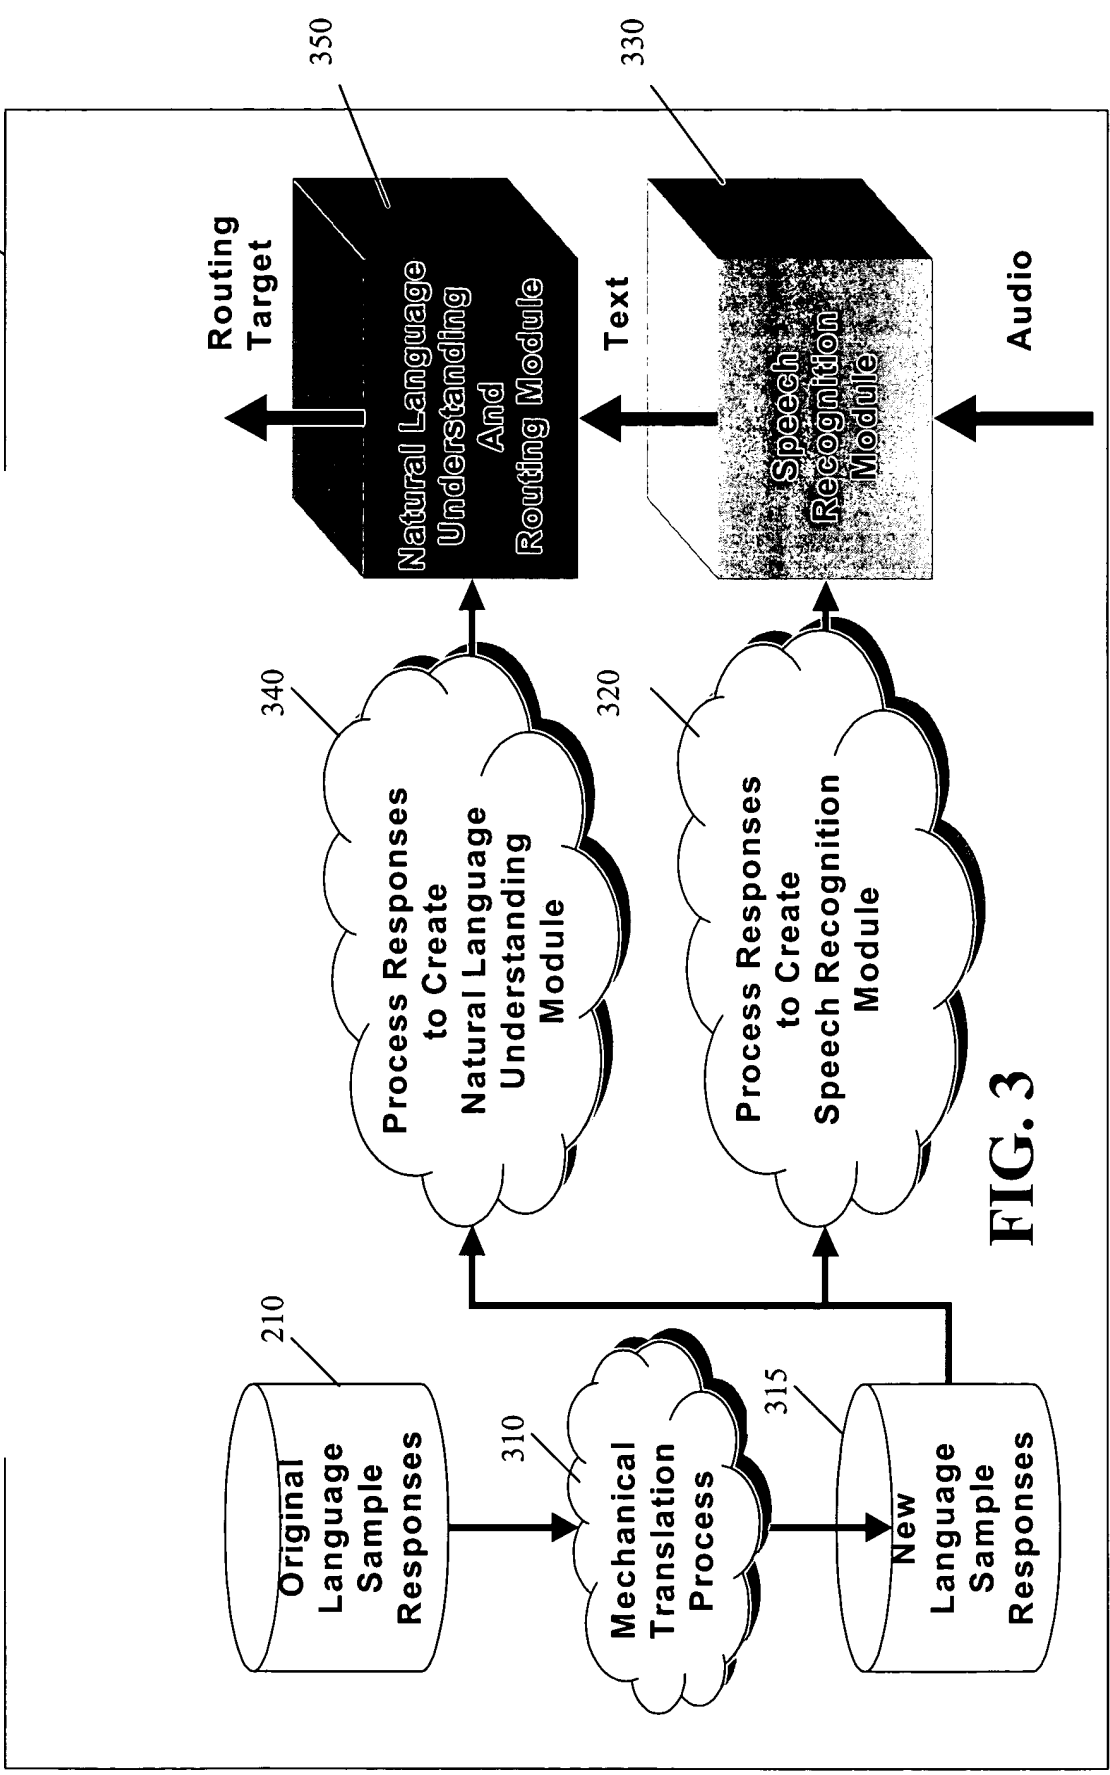 Original
Language
Sample
Responses
210
310
Mechanical
Translation
Process
315
New
Language
Sample
Responses
340
Process Responses
to Create
Natural Language
Understanding
Module
320
Process Responses
to Create
Speech Recognition
Module
Routing
Target
350
Natural Language
Understanding
And
Routing Module
Text
330
Speech
Recognition
Module
Audio
FIG. 3